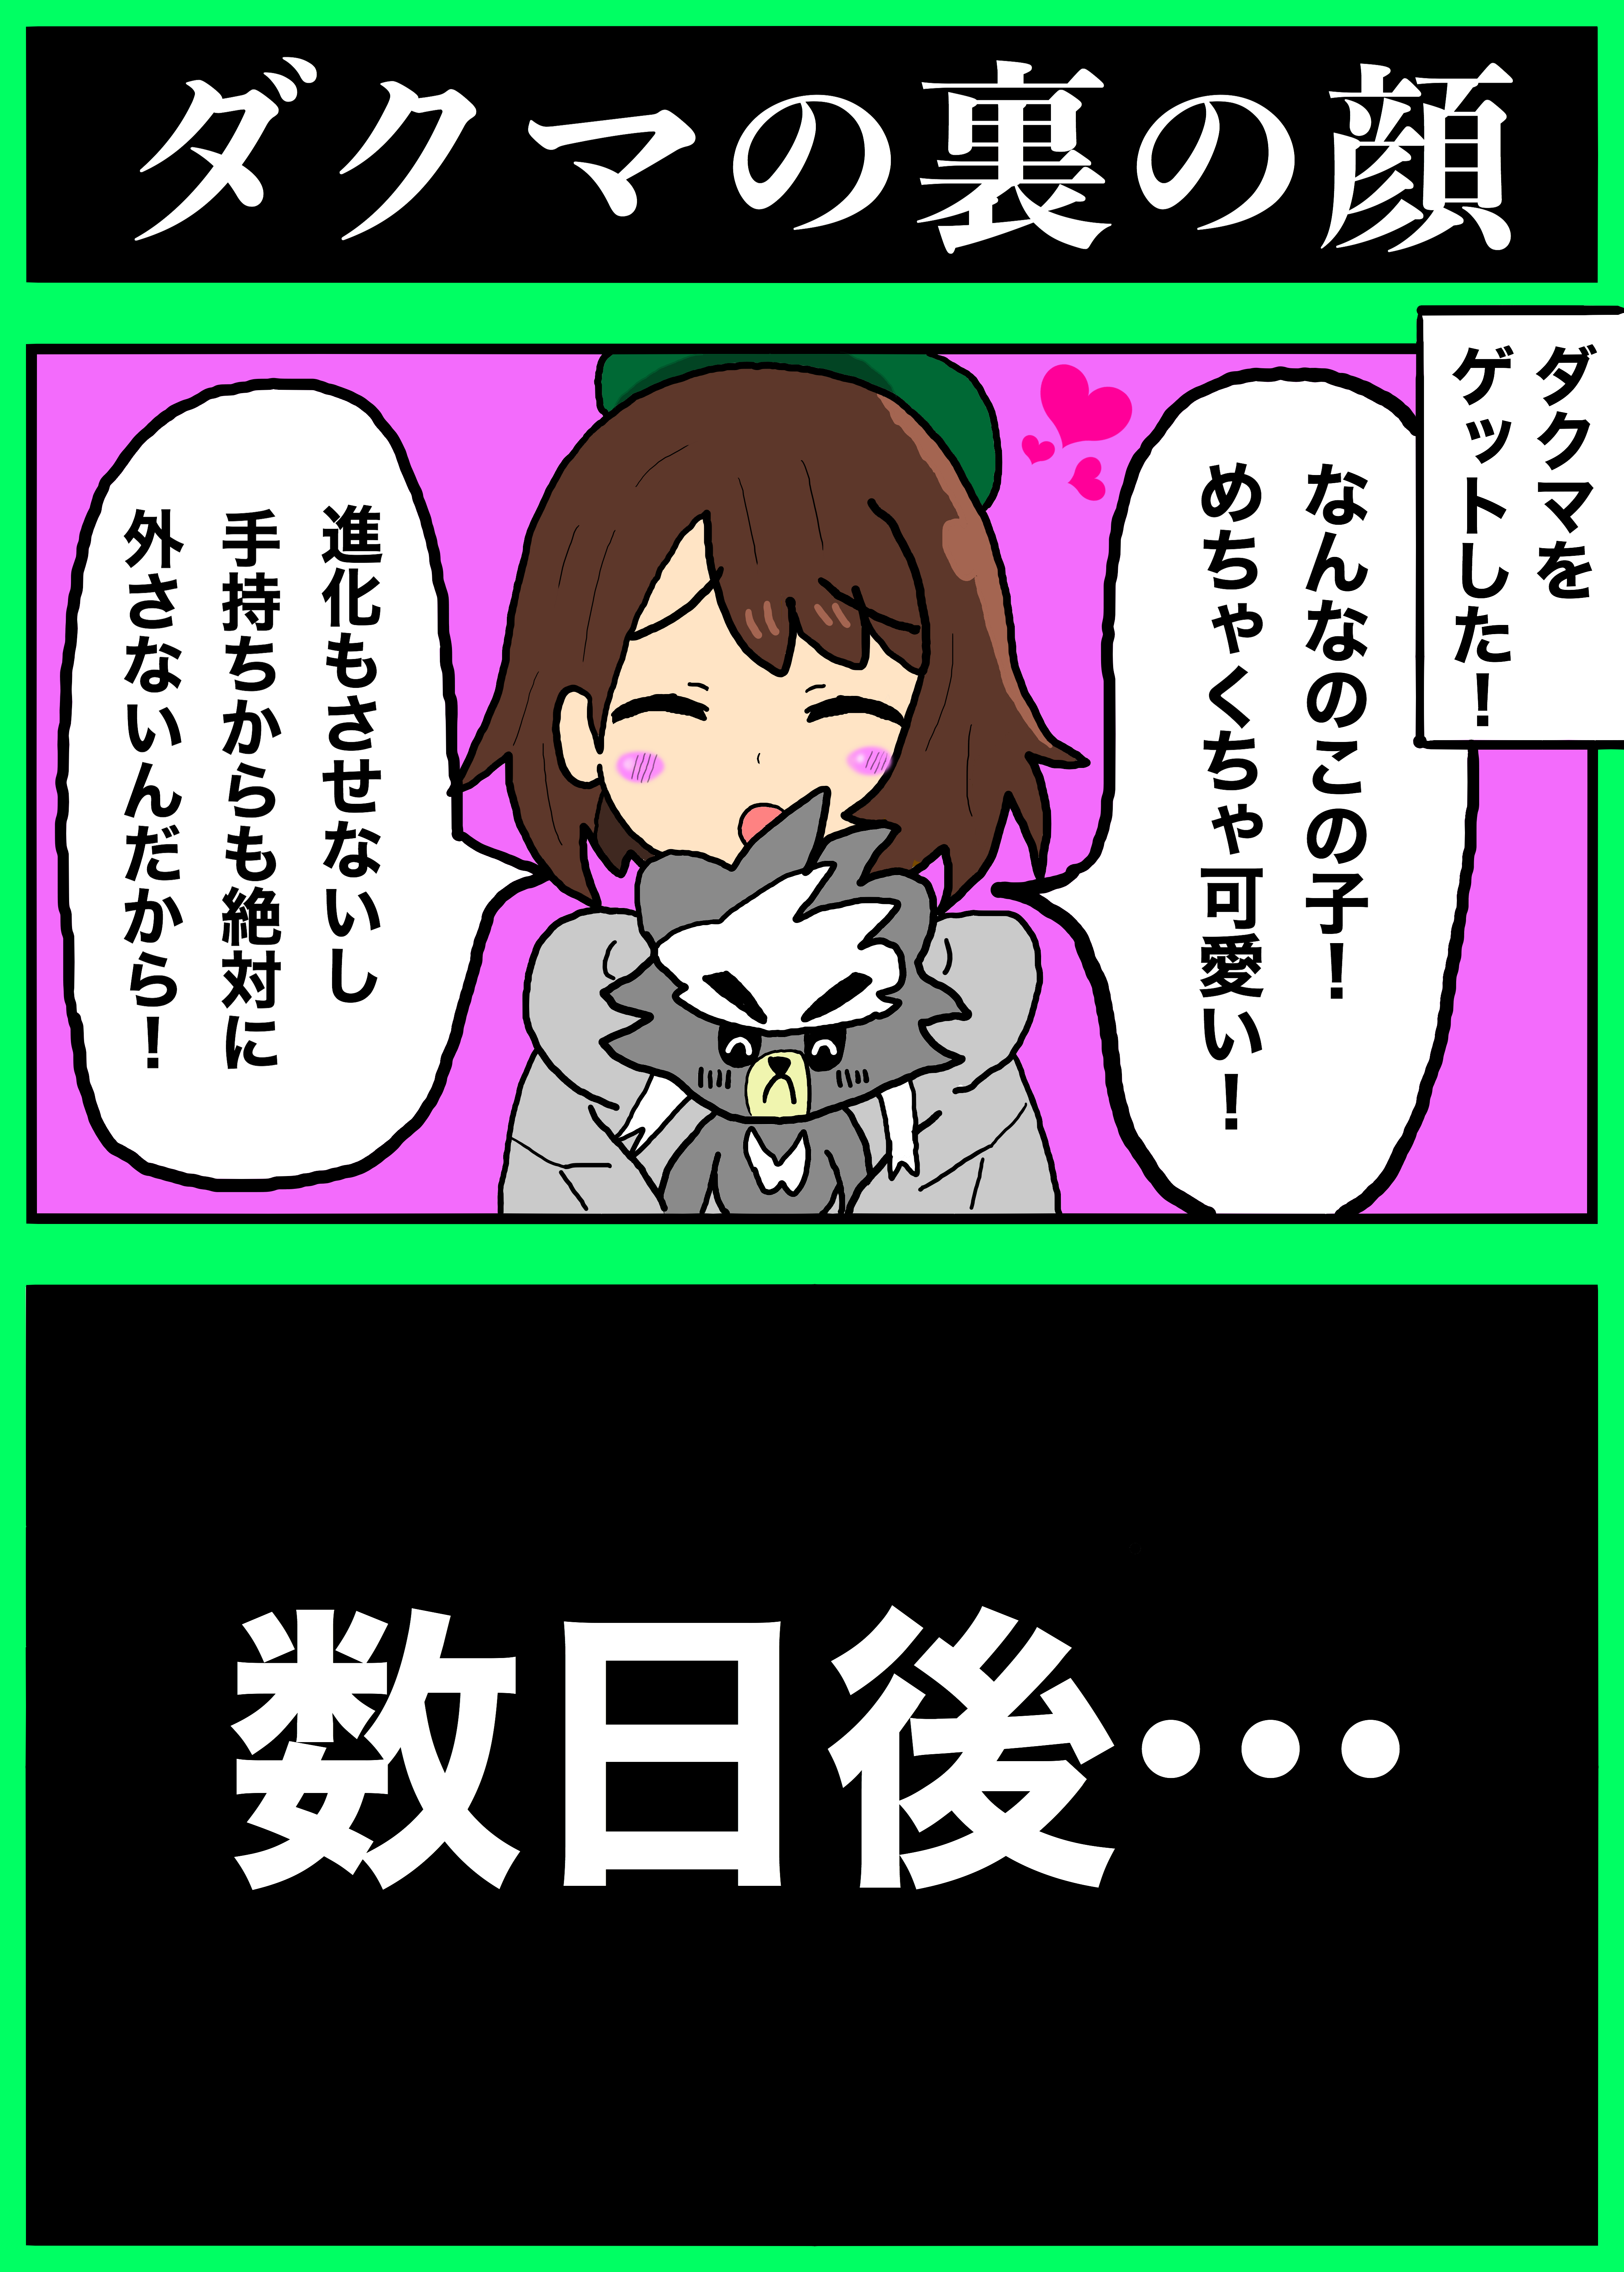 ダクマの裏の顔
ダクマを
ゲットした！
なんなのこの子！
めちゃくちゃ可愛い！
進化もさせないし
手持ちからも絶対に
外さないんだから！
数日後・・・